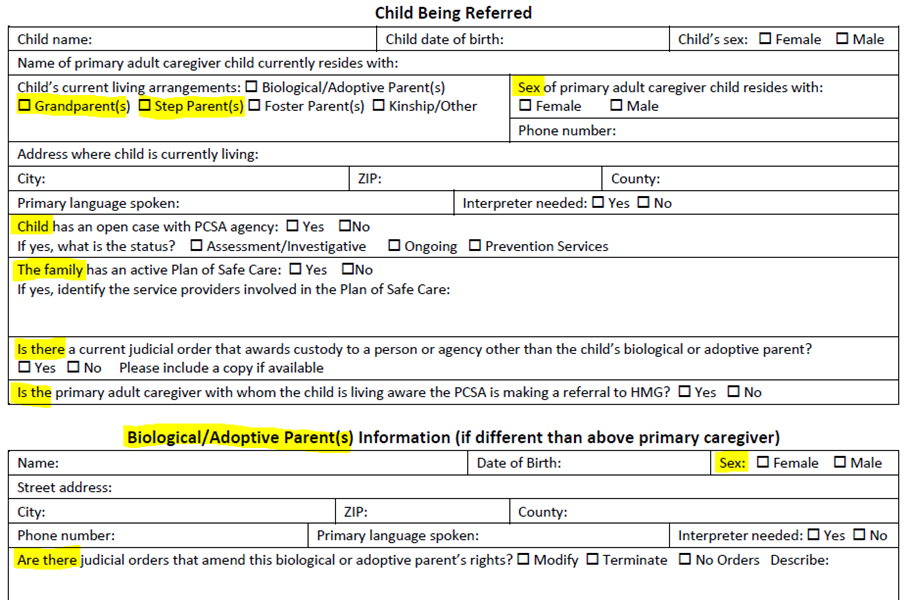 Child Being Referred
Child name: Child date of birth: Child's sex: ☐ Female ☐ Male
Name of primary adult caregiver child currently resides with:
Child's current living arrangements: ☐ Biological/Adoptive Parent(s)
☐ Grandparent(s) ☐ Step Parent(s) ☐ Foster Parent(s) ☐ Kinship/Other
Sex of primary adult caregiver child resides with:
☐ Female ☐ Male
Phone number:
Address where child is currently living:
City: ZIP: County:
Primary language spoken: Interpreter needed: ☐ Yes ☐ No
Child has an open case with PCSA agency: ☐ Yes ☐No
If yes, what is the status? ☐ Assessment/Investigative ☐ Ongoing ☐ Prevention Services
The family has an active Plan of Safe Care: ☐ Yes ☐No
If yes, identify the service providers involved in the Plan of Safe Care:
Is there a current judicial order that awards custody to a person or agency other than the child's biological or adoptive parent?
☐ Yes ☐ No Please include a copy if available
Is the primary adult caregiver with whom the child is living aware the PCSA is making a referral to HMG? ☐ Yes ☐ No
Biological/Adoptive Parent(s) Information (if different than above primary caregiver)
Name: Date of Birth: Sex: ☐ Female ☐ Male
Street address:
City: ZIP: County:
Phone number: Primary language spoken: Interpreter needed: ☐ Yes ☐ No
Are there judicial orders that amend this biological or adoptive parent's rights? ☐ Modify ☐ Terminate ☐ No Orders Describe: